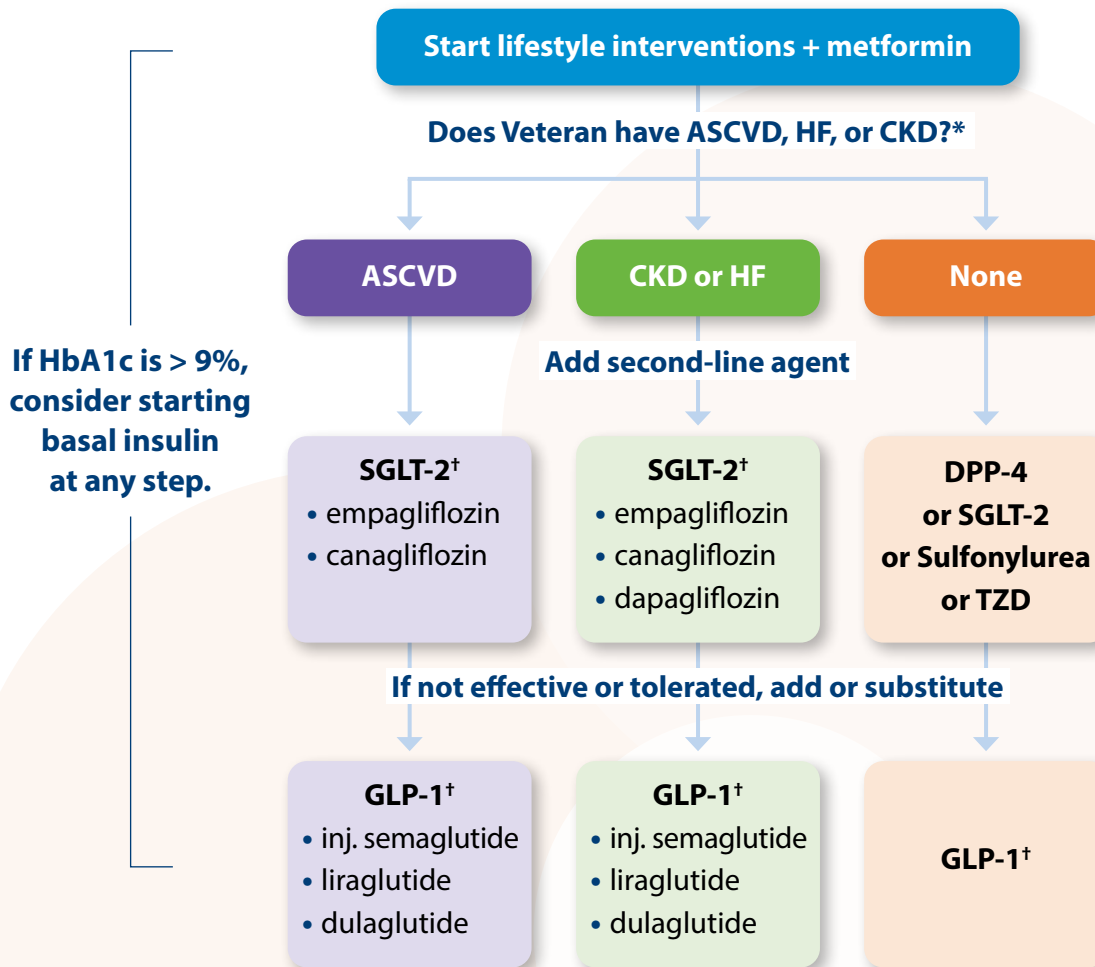 Start lifestyle interventions + metformin
Does Veteran have ASCVD, HF, or CKD?*
ASCVD
CKD or HF
None
If HbA1c is > 9%,
consider starting
basal insulin
at any step.
Add second-line agent
SGLT-2†
• empagliflozin
• canagliflozin
SGLT-2†
• empagliflozin
• canagliflozin
• dapagliflozin
DPP-4
or SGLT-2
or Sulfonylurea
or TZD
If not effective or tolerated, add or substitute
GLP-1†
• inj. semaglutide
• liraglutide
• dulaglutide
GLP-1†
• inj. semaglutide
• liraglutide
• dulaglutide
GLP-1†